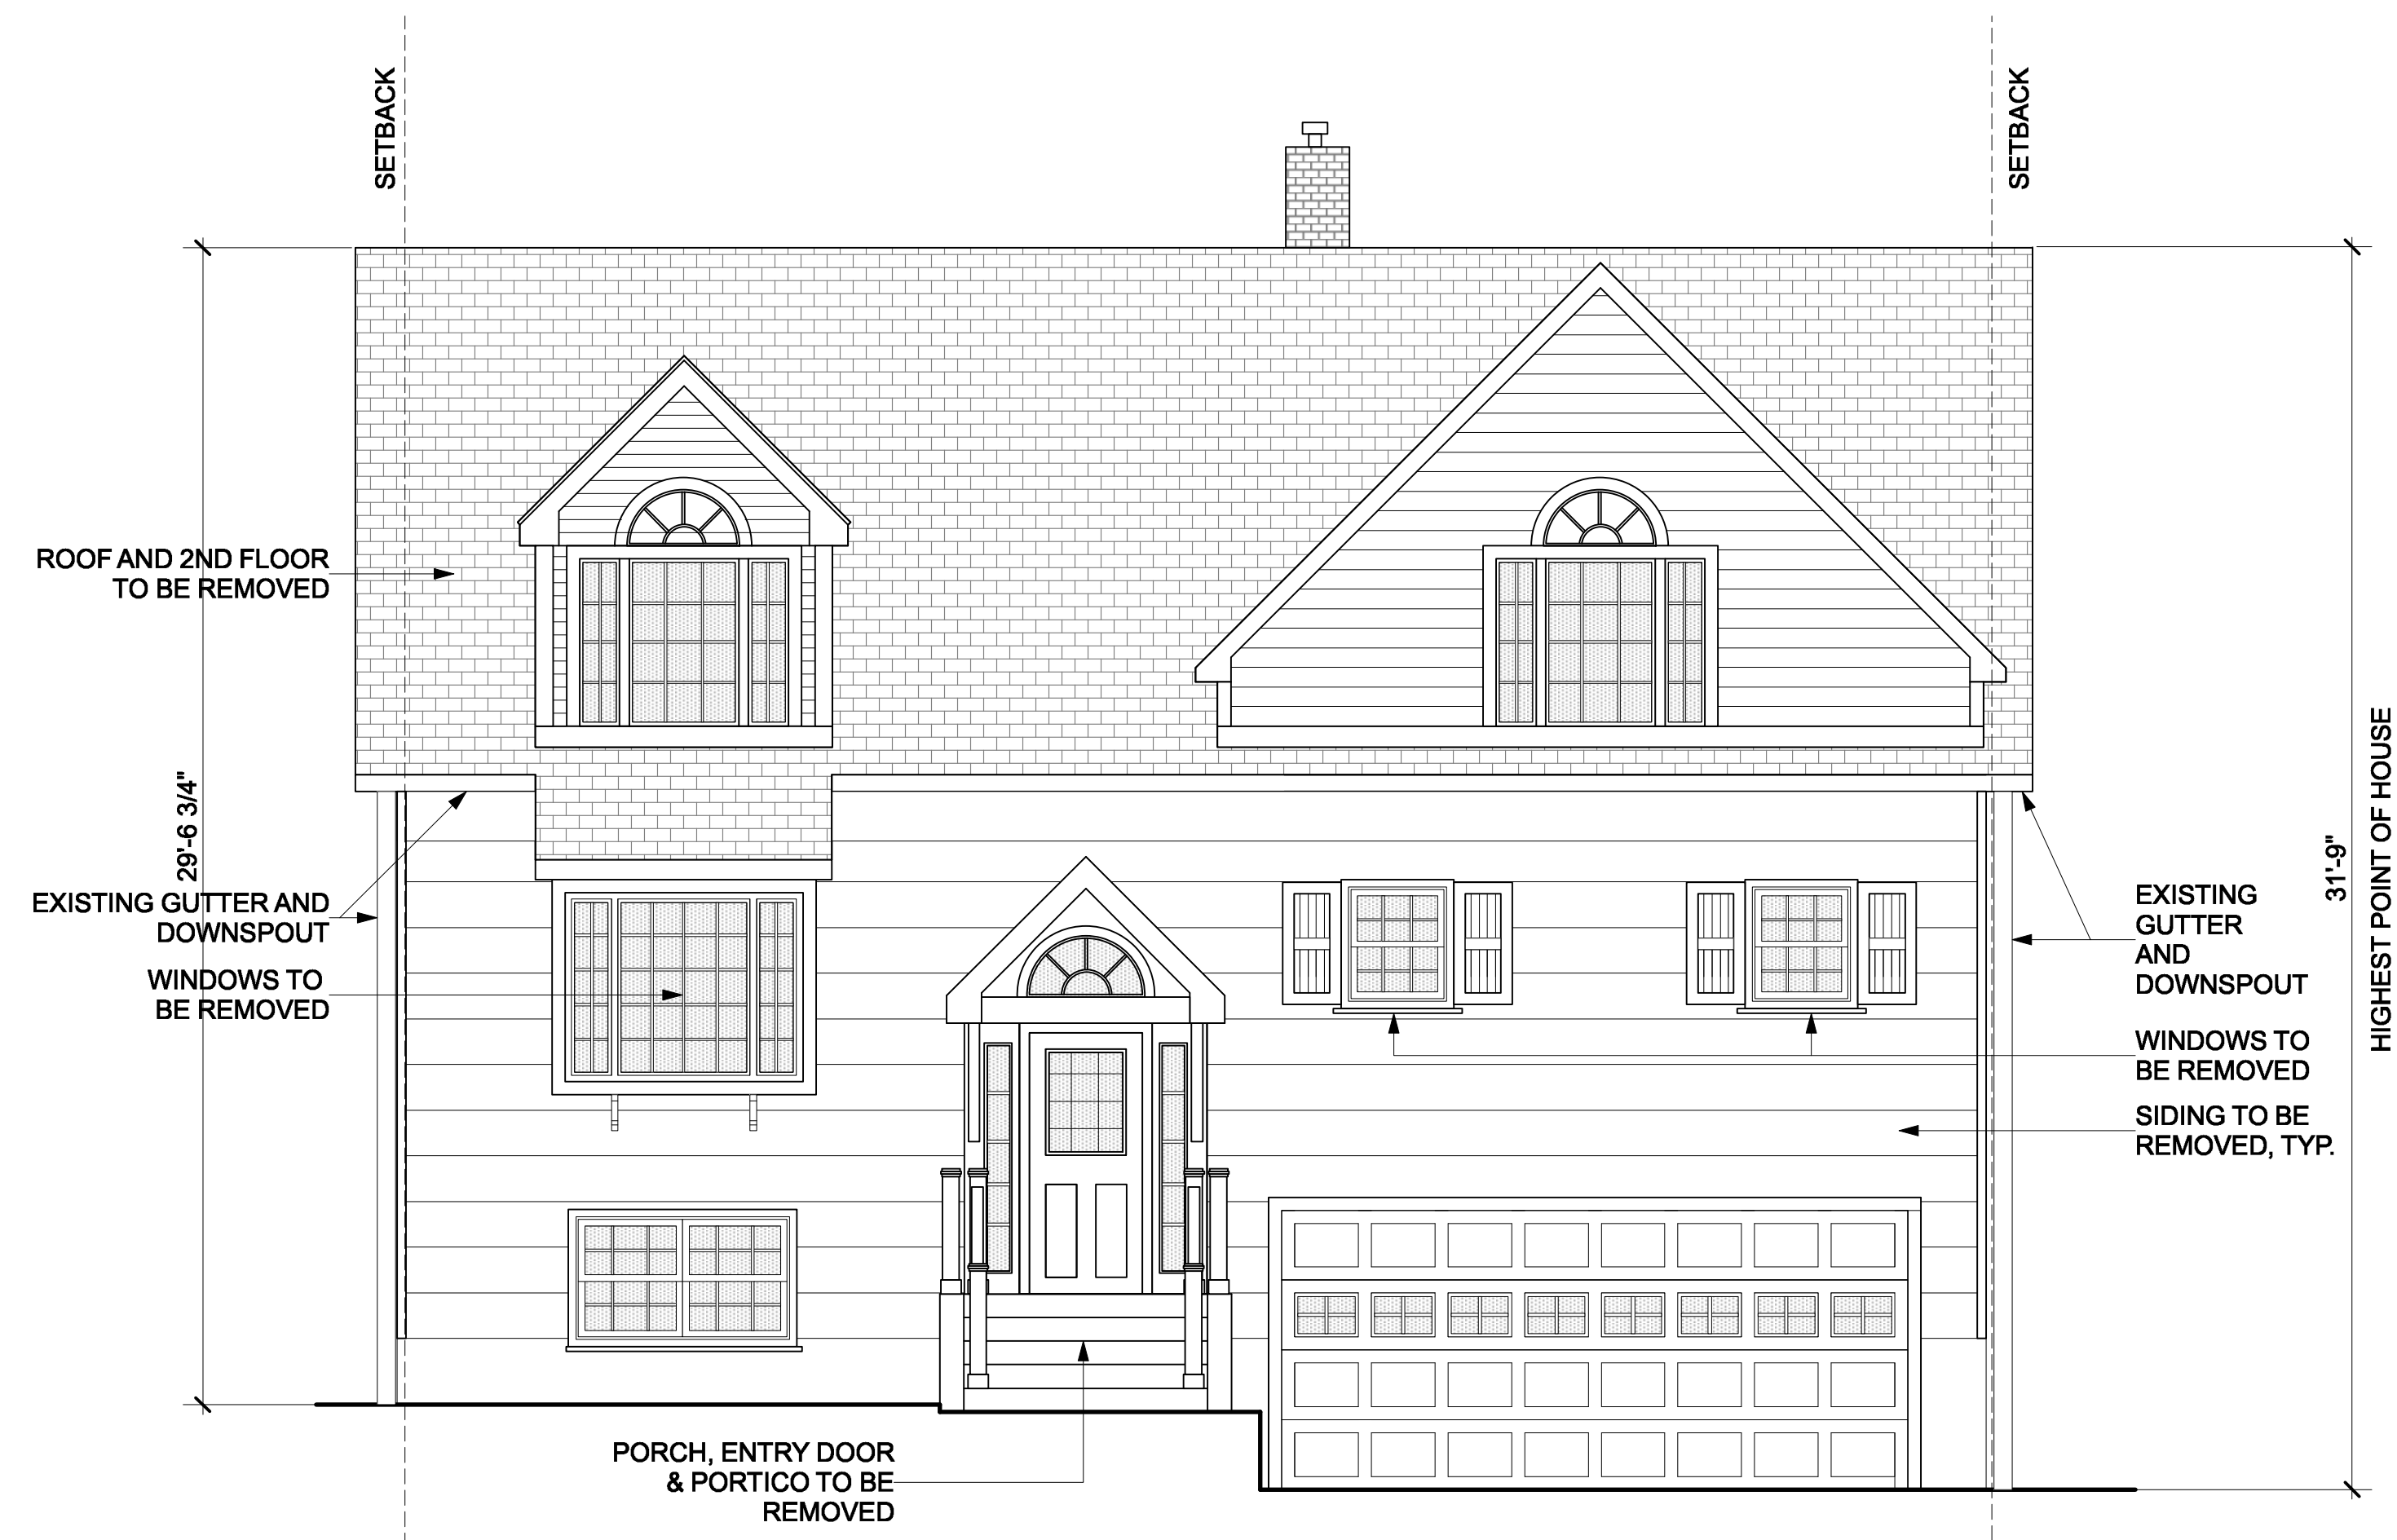 SETBACK
SETBACK
ROOF AND 2ND FLOOR
TO BE REMOVED
29'-6 3/4"
EXISTING GUTTER AND
DOWNSPOUT
WINDOWS TO
BE REMOVED
31'-9"
HIGHEST POINT OF HOUSE
EXISTING
GUTTER
AND
DOWNSPOUT
WINDOWS TO
BE REMOVED
SIDING TO BE
REMOVED, TYP.
PORCH, ENTRY DOOR
& PORTICO TO BE
REMOVED